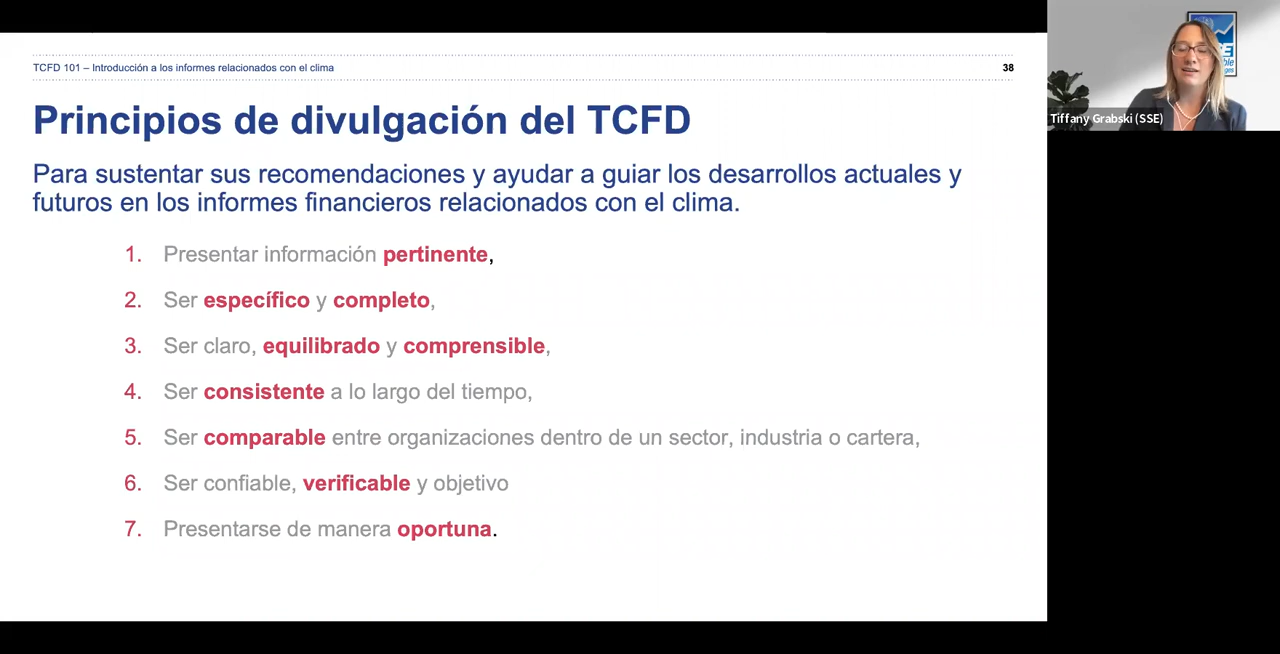 TCFD 101 – Introducción a los informes relacionados con el clima
38
Principios de divulgación del TCFD
Para sustentar sus recomendaciones y ayudar a guiar los desarrollos actuales y
futuros en los informes financieros relacionados con el clima.
1. Presentar información pertinente,
2. Ser específico y completo,
3. Ser claro, equilibrado y comprensible,
4. Ser consistente a lo largo del tiempo,
5. Ser comparable entre organizaciones dentro de un sector, industria o cartera,
6. Ser confiable, verificable y objetivo
7. Presentarse de manera oportuna.
Tiffany Grabski (SSE)